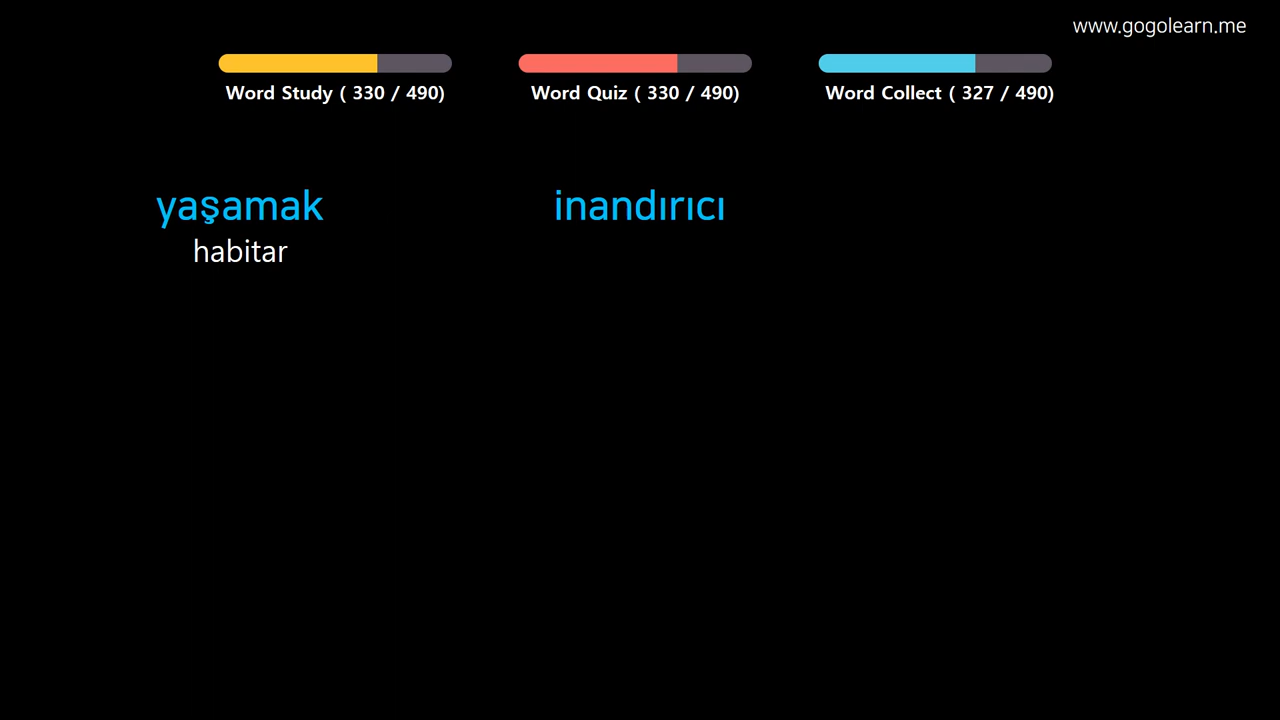 www.gogolearn.me
Word Study ( 330 / 490)
Word Quiz ( 330 / 490)
Word Collect ( 327 / 490)
yaşamak
habitar
inandırıcı